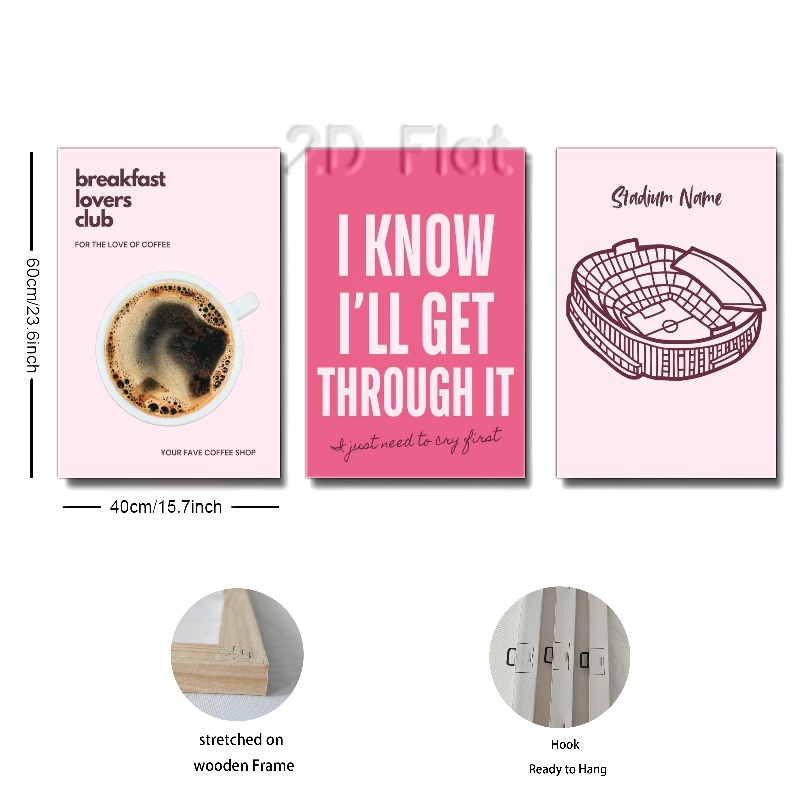 2D Flat
60cm/23.6inch
breakfast
lovers
club
FOR THE LOVE OF COFFEE
YOUR FAVE COFFEE SHOP
I KNOW
I'LL GET
THROUGH IT
I just need to cry first
Stadium Name
40cm/15.7inch
stretched on
wooden Frame
Hook
Ready to Hang